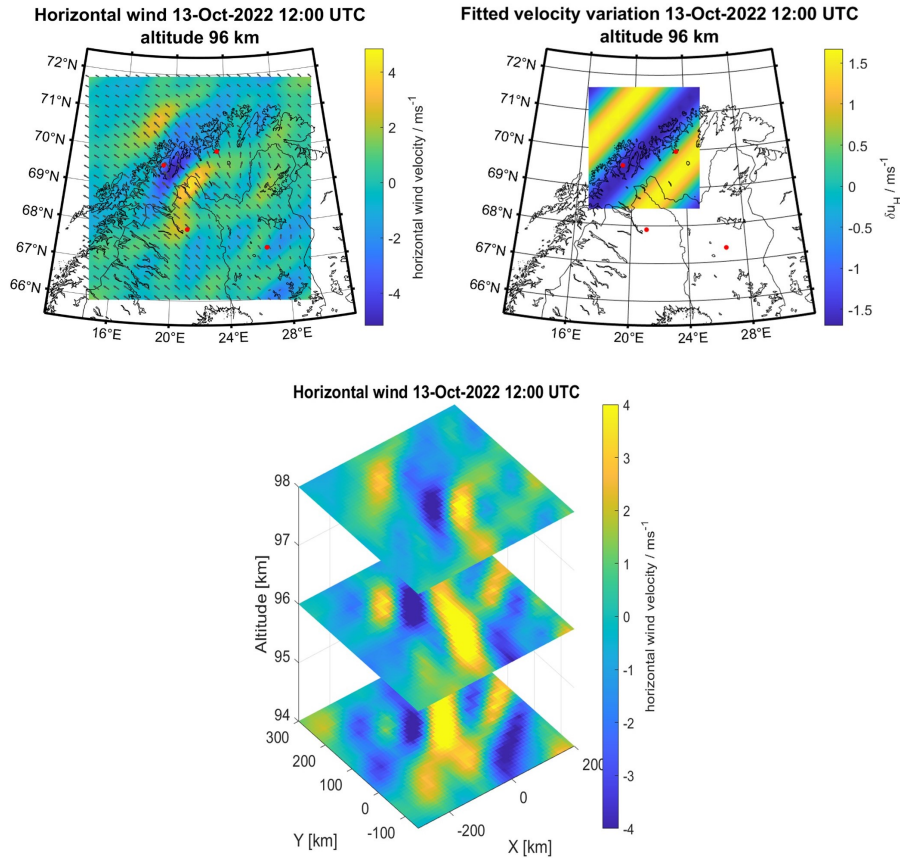 Horizontal wind 13-Oct-2022 12:00 UTC
altitude 96 km
72°N
71°N
70°N
69°N
68°N
67°N
66°N
16°E
20°E
24°E
28°E
4
2
0
-2
-4
horizontal wind velocity / ms-1
Fitted velocity variation 13-Oct-2022 12:00 UTC
altitude 96 km
72°N
71°N
70°N
69°N
68°N
67°N
66°N
16°E
20°E
24°E
28°E
1.5
1
0.5
0
-0.5
-1
-1.5
δuH / ms-1
Horizontal wind 13-Oct-2022 12:00 UTC
98
97
96
95
94
Altitude [km]
300
200
100
0
-100
Y [km]
-200
0
200
X [km]
4
3
2
1
0
-1
-2
-3
-4
horizontal wind velocity / ms-1